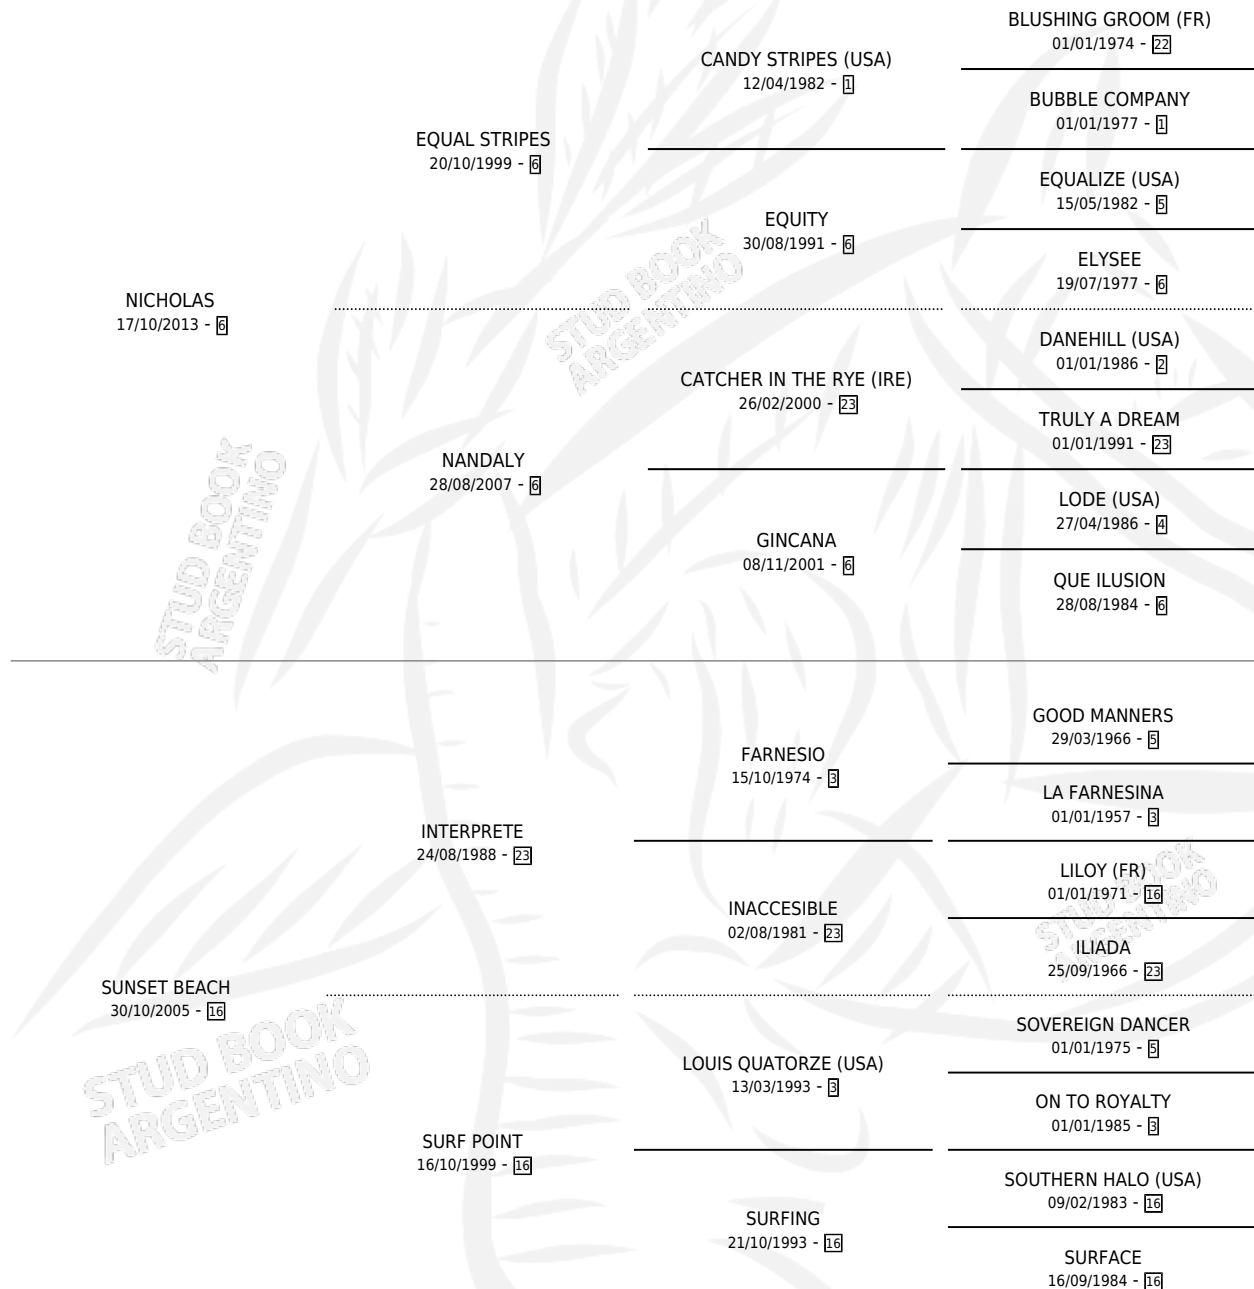 BLUSHING GROOM (FR)
01/01/1974 - 22
CANDY STRIPES (USA)
12/04/1982 - 1
BUBBLE COMPANY
01/01/1977 - 1
EQUAL STRIPES
20/10/1999 - 6
EQUALIZE (USA)
15/05/1982 - 5
EQUITY
30/08/1991 - 6
ELYSEE
19/07/1977 - 6
NICHOLAS
17/10/2013 - 6
DANEHILL (USA)
01/01/1986 - 2
CATCHER IN THE RYE (IRE)
26/02/2000 - 23
TRULY A DREAM
01/01/1991 - 23
NANDALY
28/08/2007 - 6
LODE (USA)
27/04/1986 - 4
GINCANA
08/11/2001 - 6
QUE ILUSION
28/08/1984 - 6
GOOD MANNERS
29/03/1966 - 5
FARNESIO
15/10/1974 - 3
LA FARNESINA
01/01/1957 - 3
INTERPRETE
24/08/1988 - 23
LILOY (FR)
01/01/1971 - 16
INACCESIBLE
02/08/1981 - 23
ILIADA
25/09/1966 - 23
SUNSET BEACH
30/10/2005 - 16
SOVEREIGN DANCER
01/01/1975 - 5
LOUIS QUATORZE (USA)
13/03/1993 - 3
ON TO ROYALTY
01/01/1985 - 3
SURF POINT
16/10/1999 - 16
SOUTHERN HALO (USA)
09/02/1983 - 16
SURFING
21/10/1993 - 16
SURFACE
16/09/1984 - 16
STUD BOOK
ARGENTINO
STUD BOOK
ARGENTINO
STUD BOOK
ARGENTINO
STUD BOOK
ARGENTINO